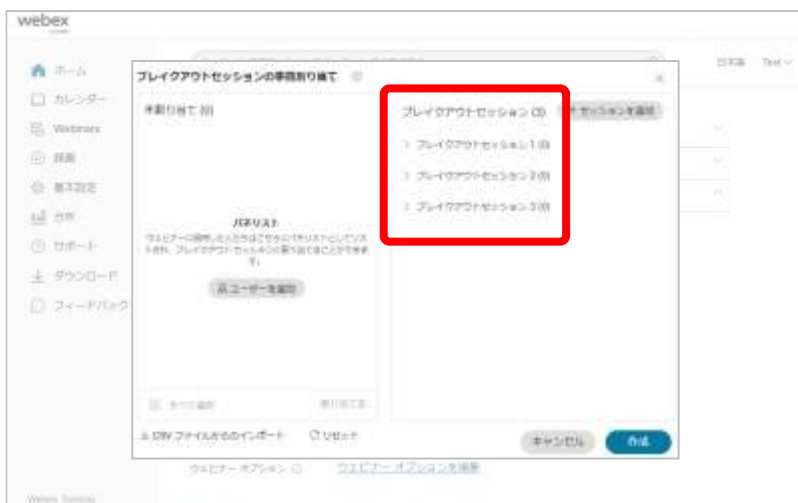 webex
ホーム
カレンダー
Webinars
録画
基本設定
分析
サポート
ダウンロード
フィードバック
日本語
Test
ブレイクアウトセッションの事前割り当て
未割り当て (0)
ブレイクアウトセッション (3)
+ セッションを追加
ブレイクアウトセッション 1 (0)
ブレイクアウトセッション 2 (0)
ブレイクアウトセッション 3 (0)
パネリスト
ユーザーを追加
すべて選択
割り当てる
CSV ファイルからのインポート
リセット
キャンセル
作成
ウェビナー オプション
ウェビナー オプションを編集
Webex Training